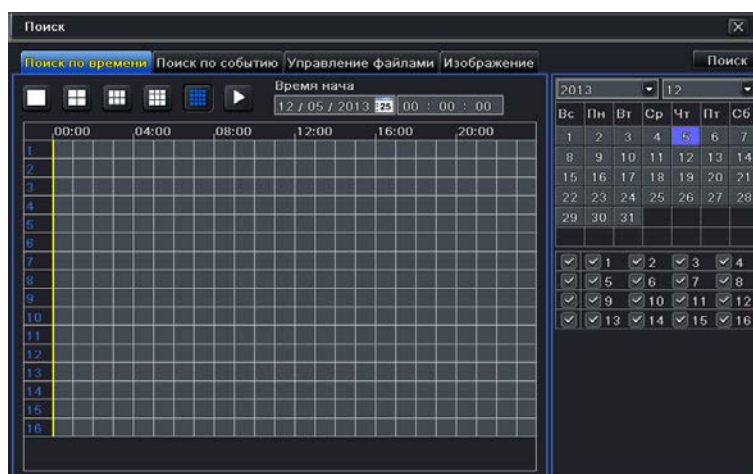 Поиск
Поиск по времени Поиск по событию Управление файлами Изображение Поиск
Время нача
12 / 05 / 2013 25 00 : 00 : 00
00:00 04:00 08:00 12:00 16:00 20:00
1
2
3
4
5
6
7
8
9
10
11
12
13
14
15
16
2013 12
Вс Пн Вт Ср Чт Пт Сб
1 2 3 4 5 6 7
8 9 10 11 12 13 14
15 16 17 18 19 20 21
22 23 24 25 26 27 28
29 30 31
1 2 3 4
5 6 7 8
9 10 11 12
13 14 15 16